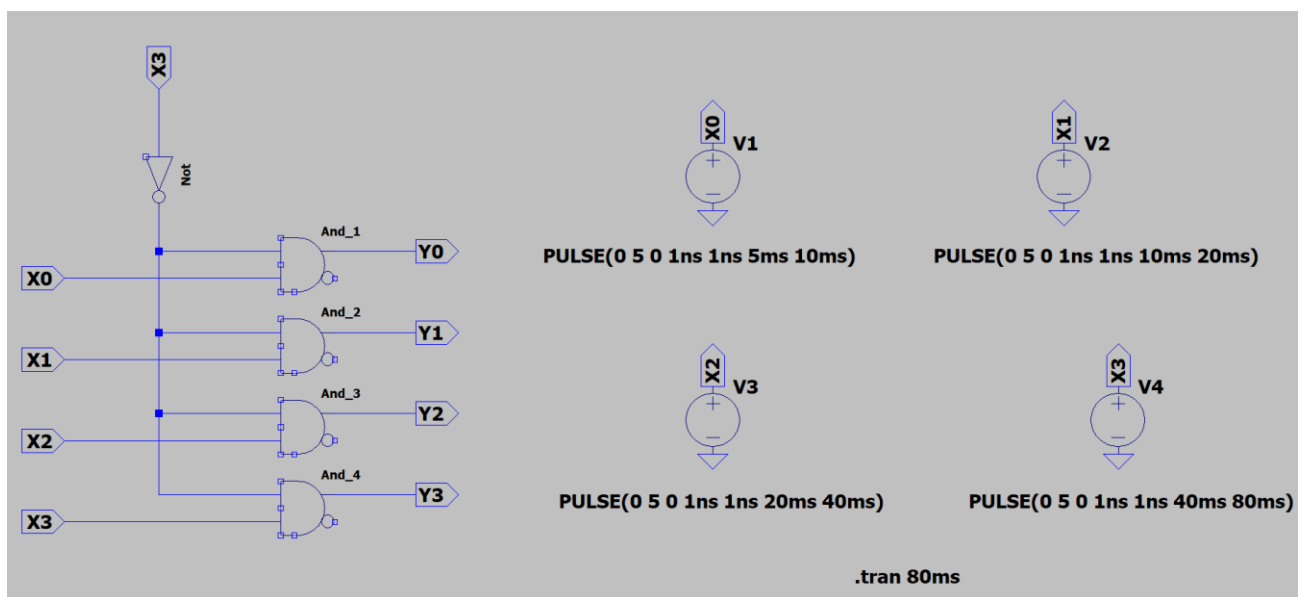 X3
Not
And_1
Y0
X0
And_2
Y1
X1
And_3
Y2
X2
And_4
Y3
X3
X0
V1
PULSE(0 5 0 1ns 1ns 5ms 10ms)
X1
V2
PULSE(0 5 0 1ns 1ns 10ms 20ms)
X2
V3
PULSE(0 5 0 1ns 1ns 20ms 40ms)
X3
V4
PULSE(0 5 0 1ns 1ns 40ms 80ms)
.tran 80ms